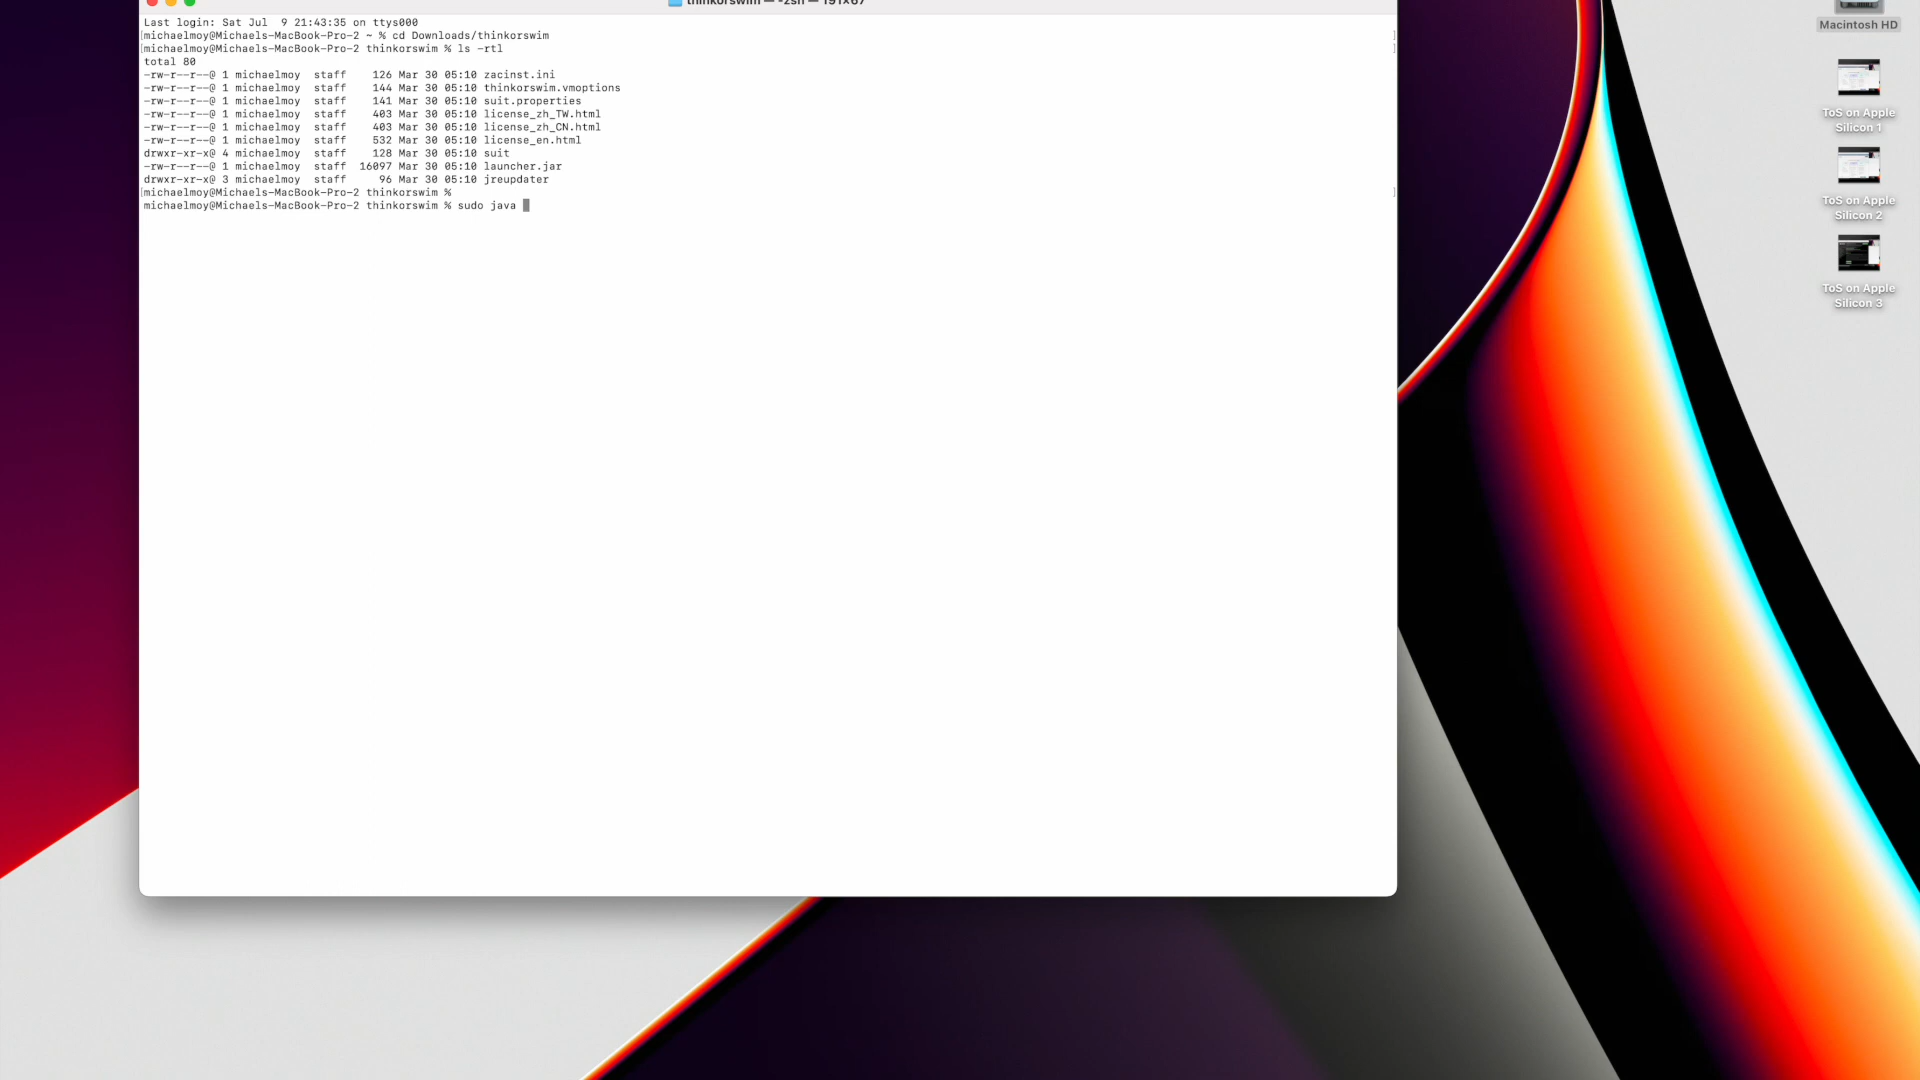 thinkorswim — -zsh — 191×67
Last login: Sat Jul  9 21:43:35 on ttys000
[michaelmoy@Michaels-MacBook-Pro-2 ~ % cd Downloads/thinkorswim ]
[michaelmoy@Michaels-MacBook-Pro-2 thinkorswim % ls -rtl ]
total 80
-rw-r--r--@ 1 michaelmoy  staff    126 Mar 30 05:10 zacinst.ini
-rw-r--r--@ 1 michaelmoy  staff    144 Mar 30 05:10 thinkorswim.vmoptions
-rw-r--r--@ 1 michaelmoy  staff    141 Mar 30 05:10 suit.properties
-rw-r--r--@ 1 michaelmoy  staff    403 Mar 30 05:10 license_zh_TW.html
-rw-r--r--@ 1 michaelmoy  staff    403 Mar 30 05:10 license_zh_CN.html
-rw-r--r--@ 1 michaelmoy  staff    532 Mar 30 05:10 license_en.html
drwxr-xr-x@ 4 michaelmoy  staff    128 Mar 30 05:10 suit
-rw-r--r--@ 1 michaelmoy  staff  16097 Mar 30 05:10 launcher.jar
drwxr-xr-x@ 3 michaelmoy  staff     96 Mar 30 05:10 jreupdater
[michaelmoy@Michaels-MacBook-Pro-2 thinkorswim % ]
michaelmoy@Michaels-MacBook-Pro-2 thinkorswim % sudo java
Macintosh HD
ToS on Apple
Silicon 1
ToS on Apple
Silicon 2
ToS on Apple
Silicon 3